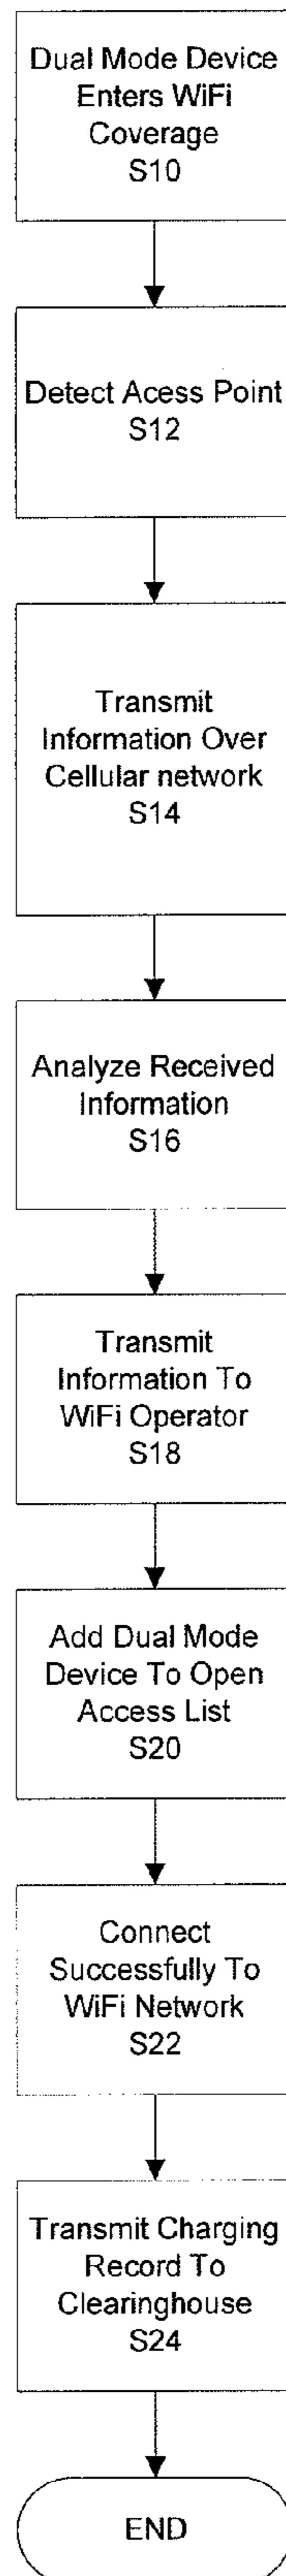 Dual Mode Device
Enters WiFi
Coverage
S10
Detect Acess Point
S12
Transmit
Information Over
Cellular network
S14
Analyze Received
Information
S16
Transmit
Information To
WiFi Operator
S18
Add Dual Mode
Device To Open
Access List
S20
Connect
Successfully To
WiFi Network
S22
Transmit Charging
Record To
Clearinghouse
S24
END